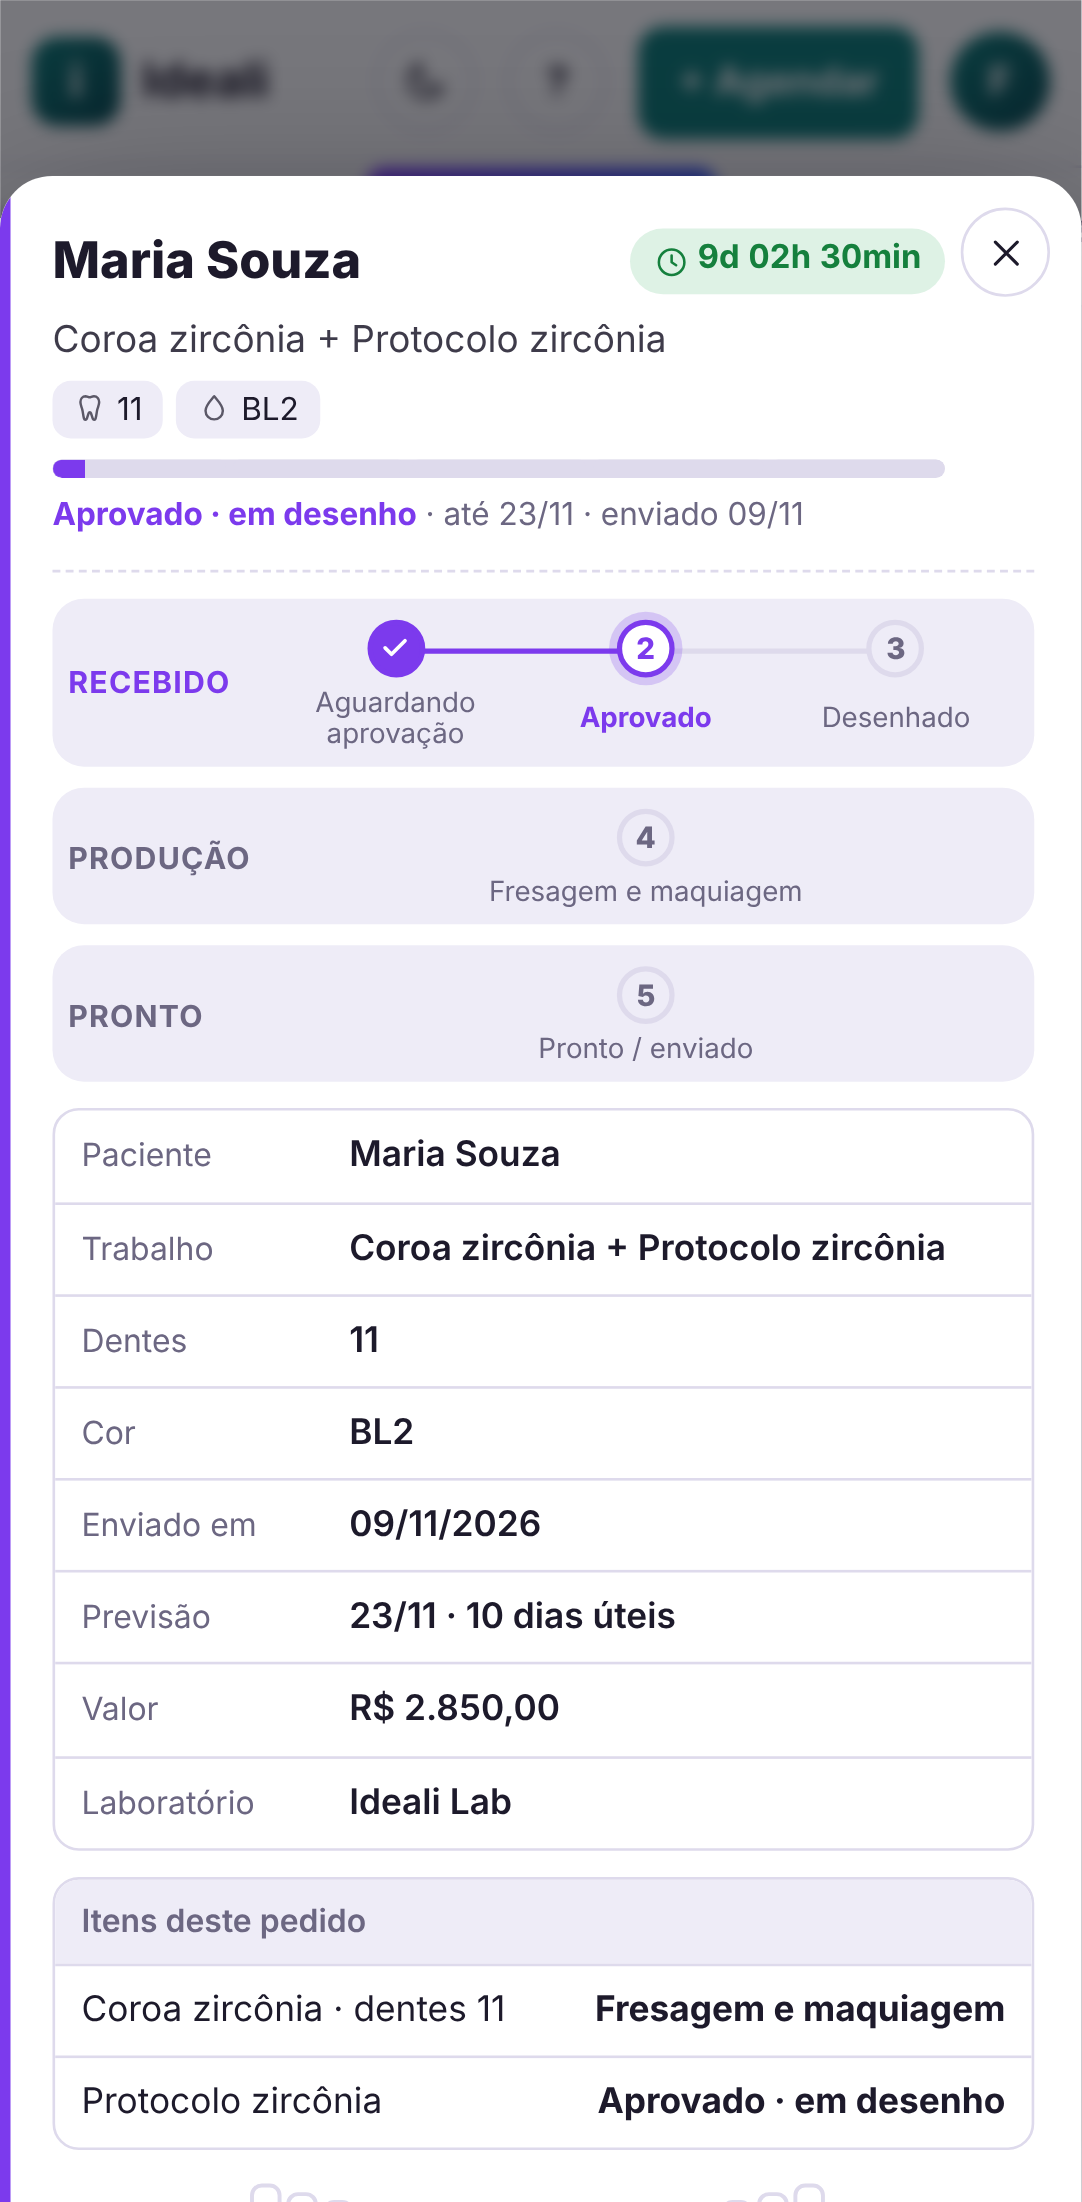 Ideali
+ Agendar
Maria Souza
9d 02h 30min
Coroa zircônia + Protocolo zircônia
11
BL2
Aprovado · em desenho · até 23/11 · enviado 09/11
RECEBIDO
2
3
Aguardando
aprovação
Aprovado
Desenhado
PRODUÇÃO
4
Fresagem e maquiagem
PRONTO
5
Pronto / enviado
Paciente Maria Souza
Trabalho Coroa zircônia + Protocolo zircônia
Dentes 11
Cor BL2
Enviado em 09/11/2026
Previsão 23/11 · 10 dias úteis
Valor R$ 2.850,00
Laboratório Ideali Lab
Itens deste pedido
Coroa zircônia · dentes 11 Fresagem e maquiagem
Protocolo zircônia Aprovado · em desenho